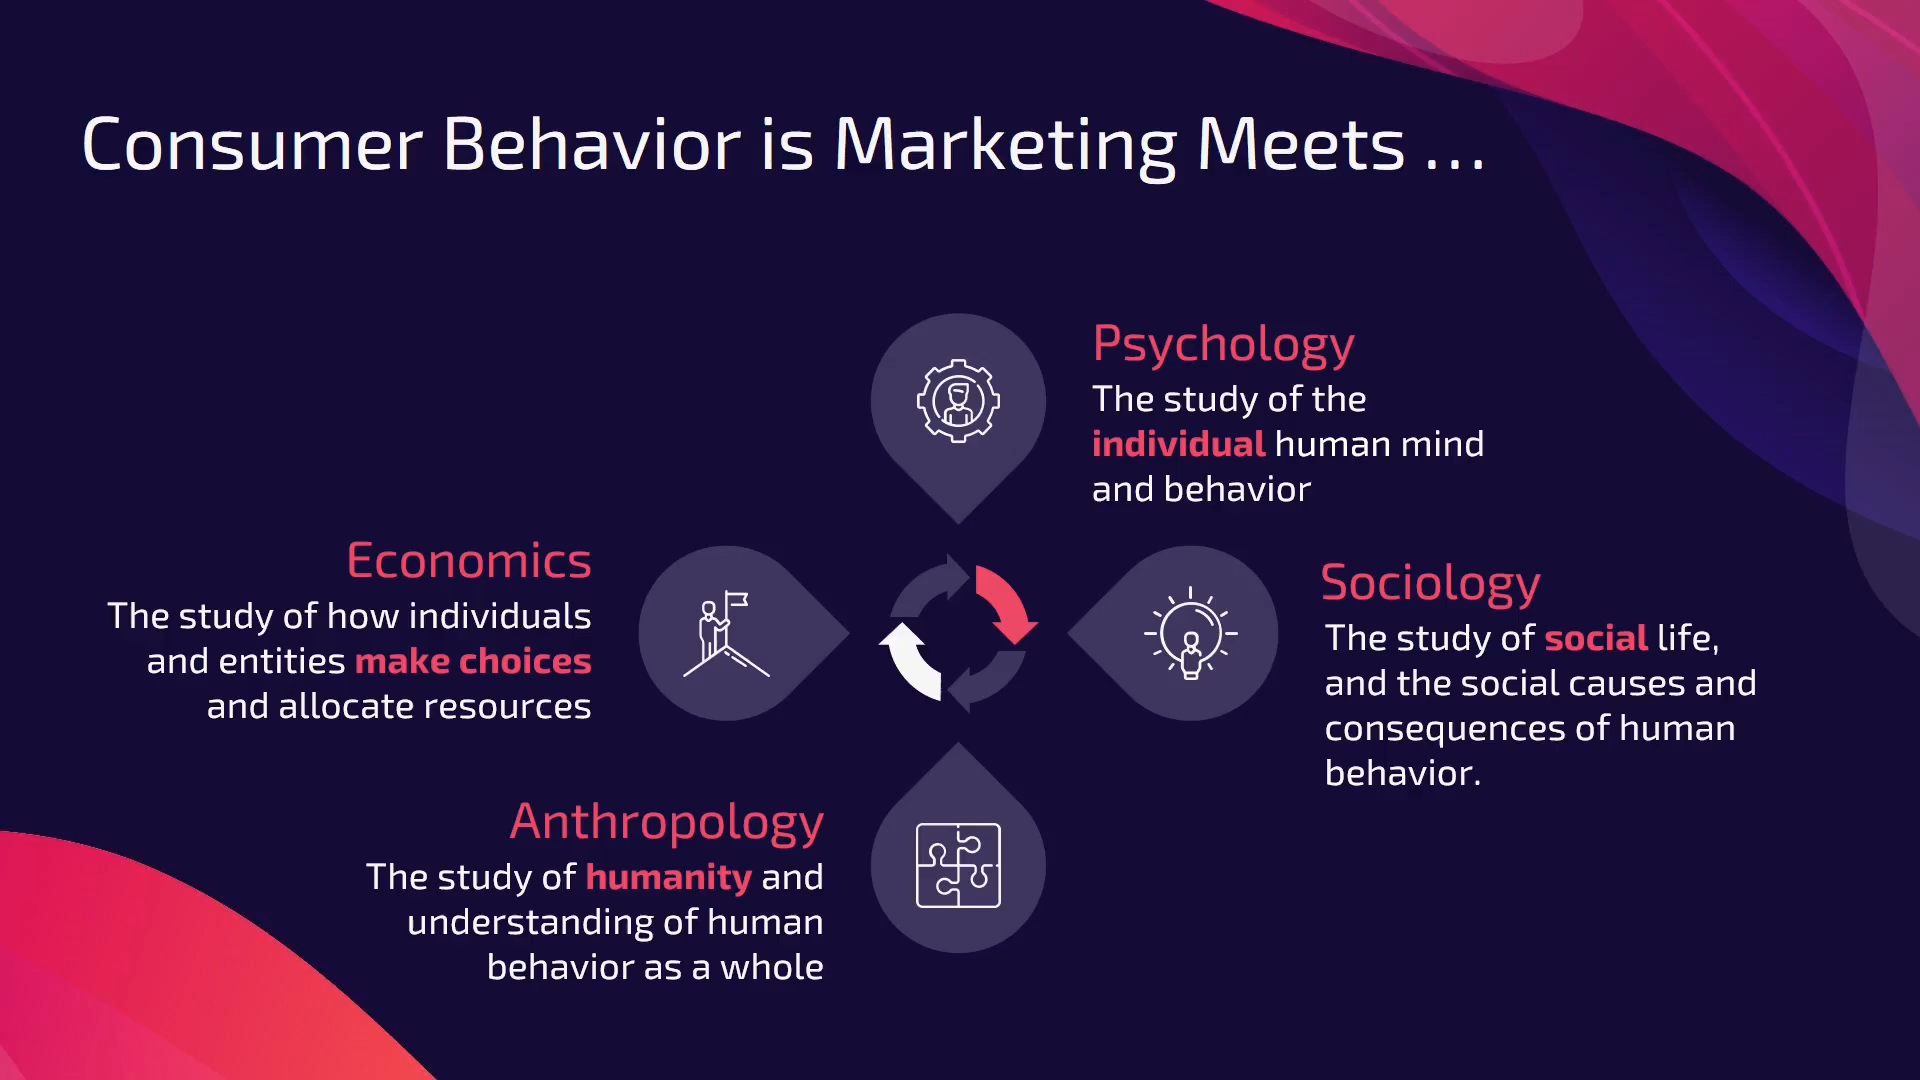 Consumer Behavior is Marketing Meets ...
Psychology
The study of the
individual human mind
and behavior
Economics
The study of how individuals
and entities make choices
and allocate resources
Sociology
The study of social life,
and the social causes and
consequences of human
behavior.
Anthropology
The study of humanity and
understanding of human
behavior as a whole